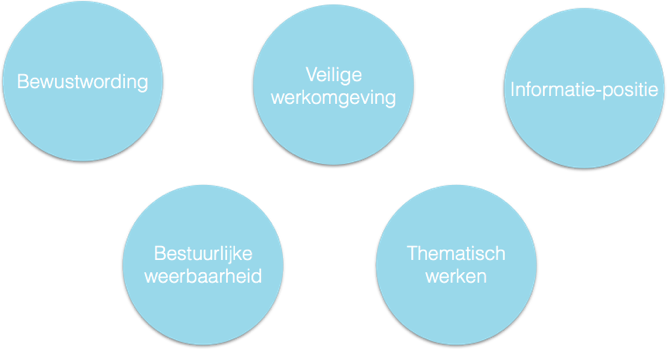 Bewustwording
Veilige
werkomgeving
Informatie-positie
Bestuurlijke
weerbaarheid
Thematisch
werken